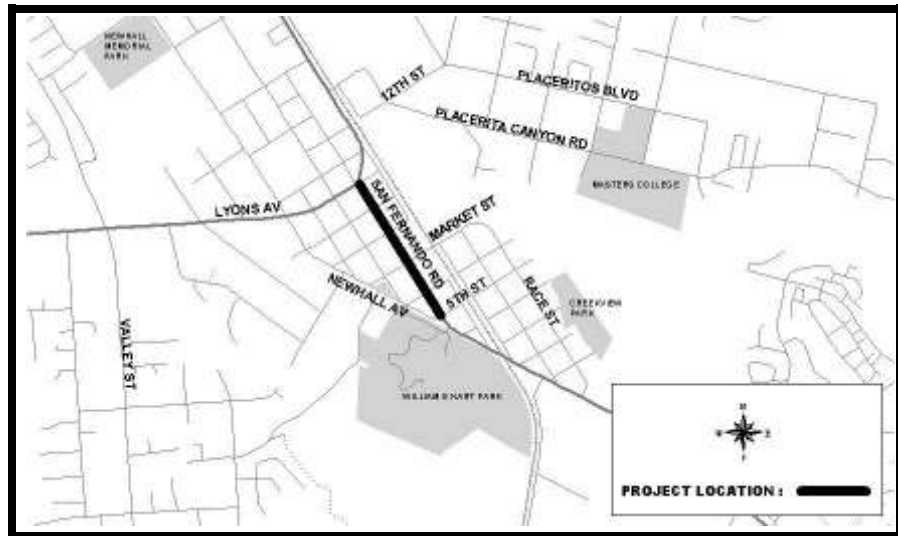 NEWHALL
MEMORIAL
PARK
12TH ST
PLACERITOS BLVD
PLACERITA CANYON RD
MASTERS COLLEGE
LYONS AV
SAN FERNANDO RD
MARKET ST
NEWHALL AV
5TH ST
RACE ST
CREEKVIEW
PARK
VALLEY ST
WILLIAM S HART PARK
N
W E
PROJECT LOCATION :